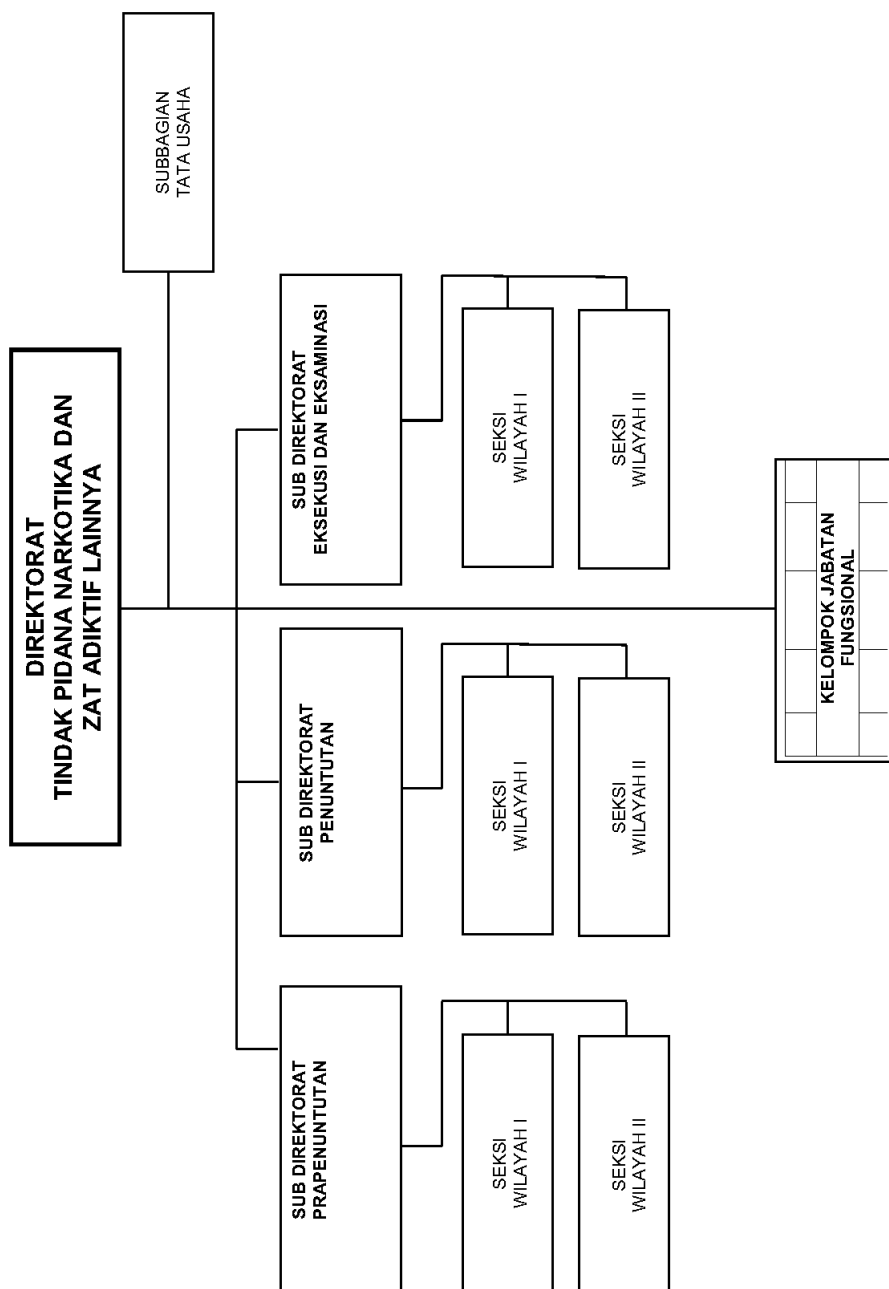 DIREKTORAT
TINDAK PIDANA NARKOTIKA DAN
ZAT ADIKTIF LAINNYA
SUBBAGIAN
TATA USAHA
SUB DIREKTORAT
PRAPENUNTUTAN
SUB DIREKTORAT
PENUNTUTAN
SUB DIREKTORAT
EKSEKUSI DAN EKSAMINASI
SEKSI
WILAYAH I
SEKSI
WILAYAH I
SEKSI
WILAYAH I
SEKSI
WILAYAH II
SEKSI
WILAYAH II
SEKSI
WILAYAH II
KELOMPOK JABATAN
FUNGSIONAL